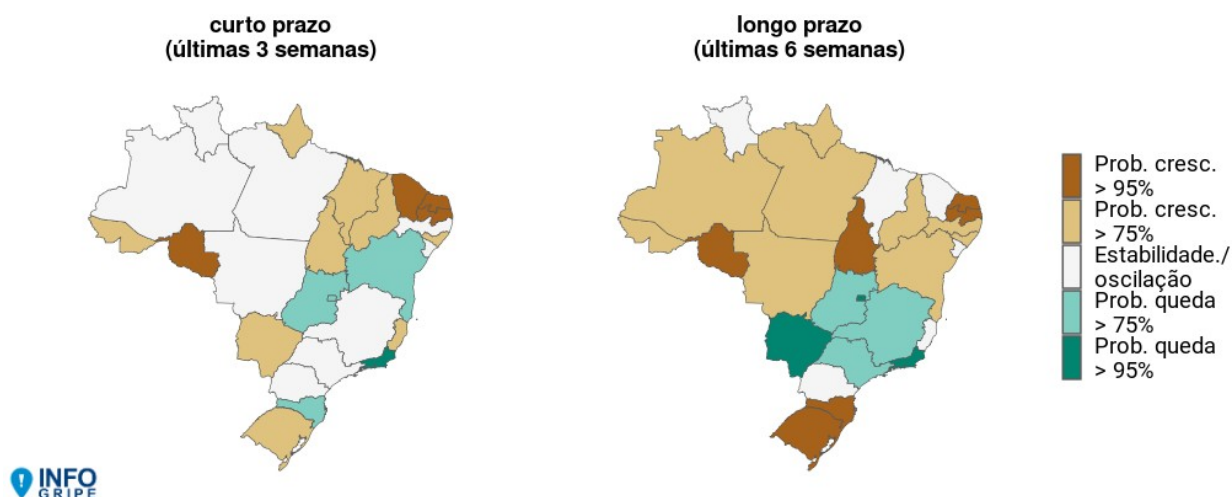 curto prazo
(últimas 3 semanas)
longo prazo
(últimas 6 semanas)
Prob. cresc.
> 95%
Prob. cresc.
> 75%
Estabilidade./
oscilação
Prob. queda
> 75%
Prob. queda
> 95%
INFO
GRIPE